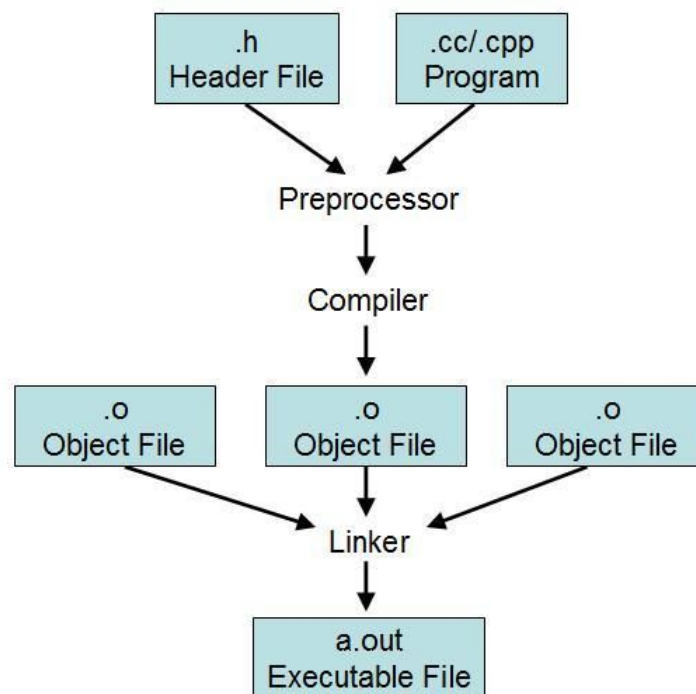 .h
Header File
.cc/.cpp
Program
Preprocessor
Compiler
.o
Object File
.o
Object File
.o
Object File
Linker
a.out
Executable File